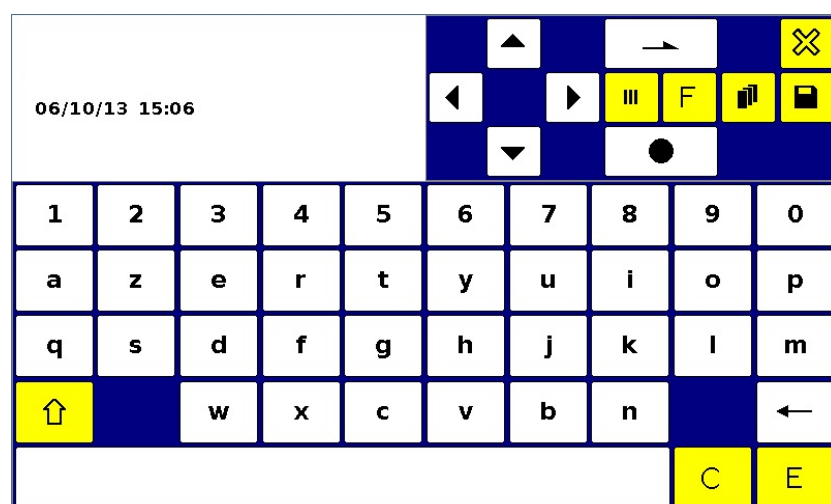 06/10/13 15:06
F
1 2 3 4 5 6 7 8 9 0
a z e r t y u i o p
q s d f g h j k l m
w x c v b n
C E